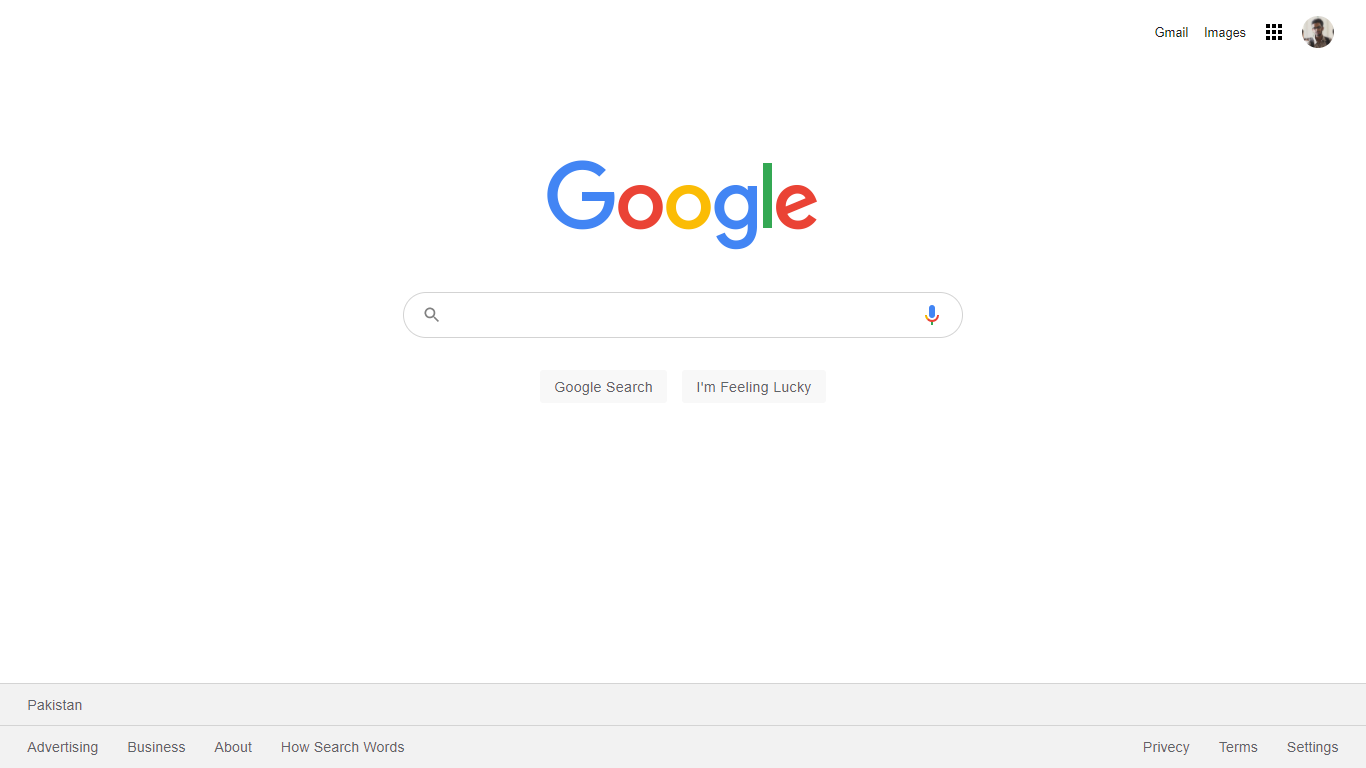 Gmail Images
Google
Google Search I'm Feeling Lucky
Pakistan
Advertising Business About How Search Words Privecy Terms Settings